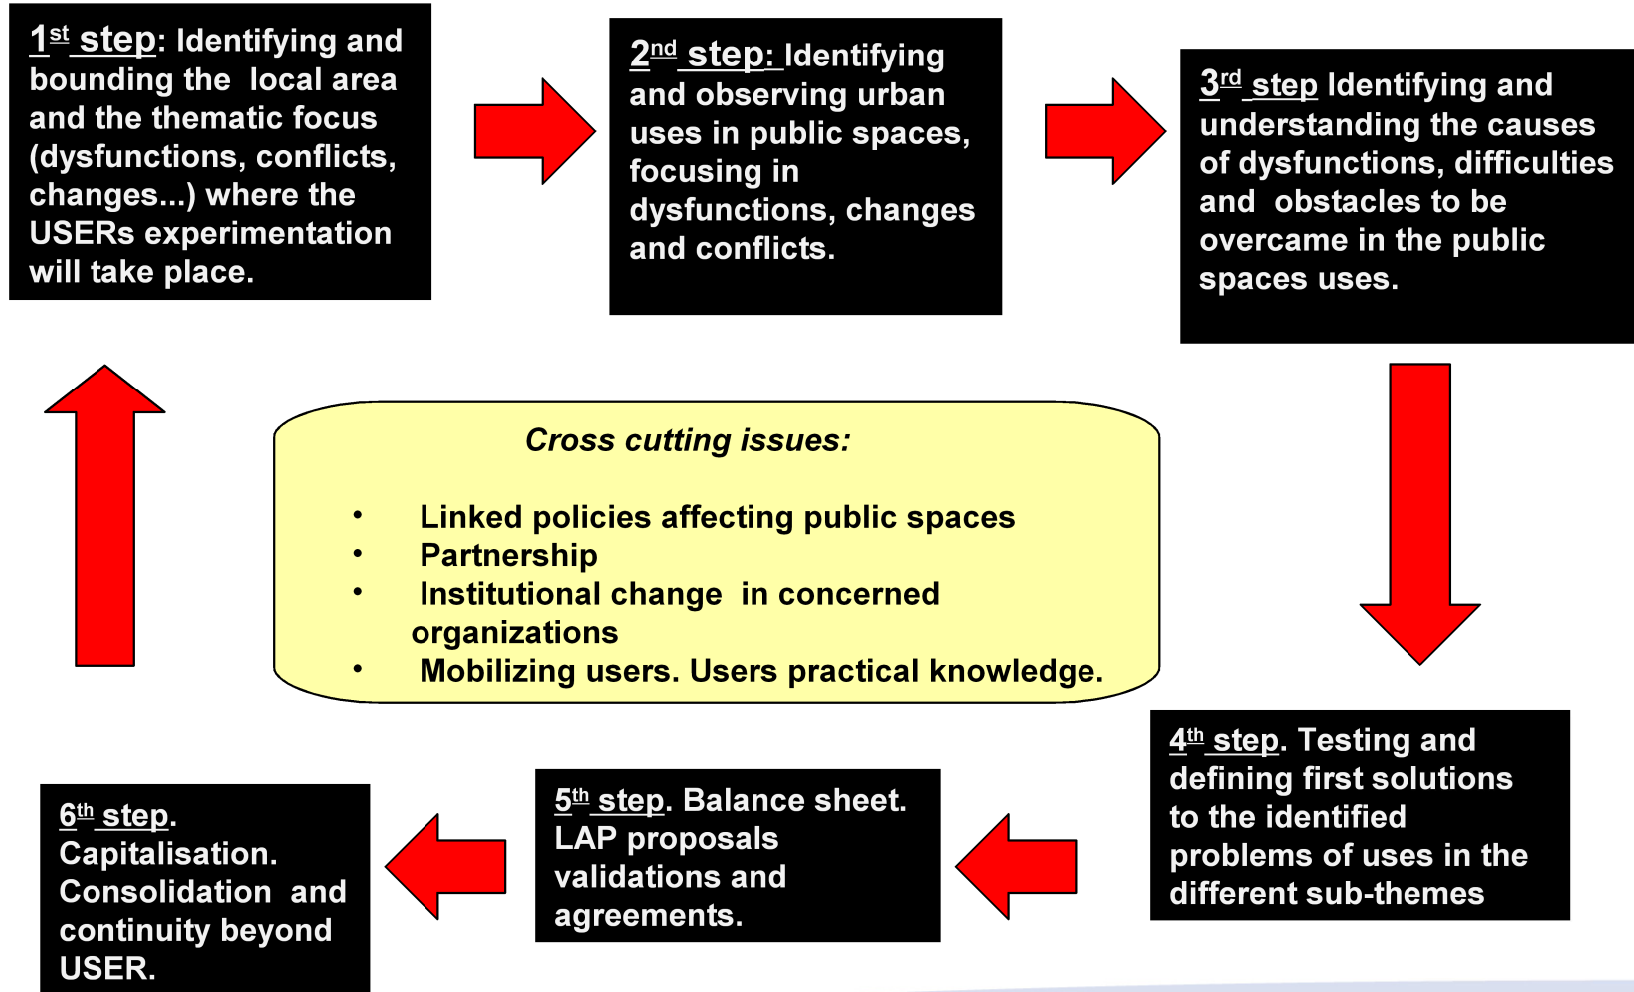 1st step: Identifying and
bounding the local area
and the thematic focus
(dysfunctions, conflicts,
changes...) where the
USERs experimentation
will take place.
2nd step: Identifying
and observing urban
uses in public spaces,
focusing in
dysfunctions, changes
and conflicts.
3rd step Identifying and
understanding the causes
of dysfunctions, difficulties
and obstacles to be
overcame in the public
spaces uses.
Cross cutting issues:
• Linked policies affecting public spaces
• Partnership
• Institutional change in concerned
organizations
• Mobilizing users. Users practical knowledge.
4th step. Testing and
defining first solutions
to the identified
problems of uses in the
different sub-themes
5th step. Balance sheet.
LAP proposals
validations and
agreements.
6th step.
Capitalisation.
Consolidation and
continuity beyond
USER.